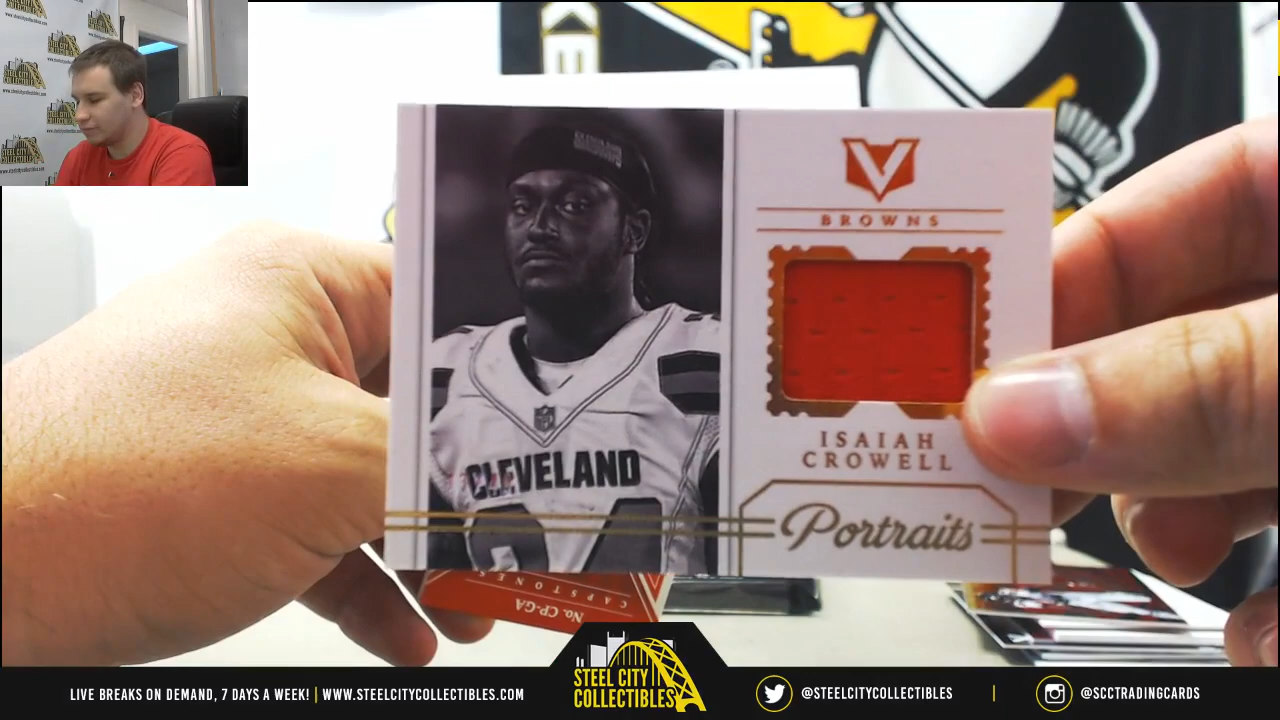 BROWNS
ISAIAH
CROWELL
Portraits
CLEVELAND
CAPSTONES
No. CP-GA
LIVE BREAKS ON DEMAND, 7 DAYS A WEEK! | WWW.STEELCITYCOLLECTIBLES.COM
STEEL CITY
COLLECTIBLES
@STEELCITYCOLLECTIBLES
@SCCTRADINGCARDS